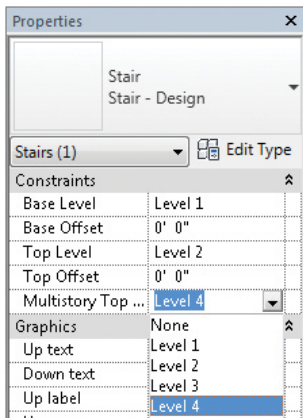 Properties
Stair
Stair - Design
Stairs (1) Edit Type
Constraints
Base Level Level 1
Base Offset 0' 0"
Top Level Level 2
Top Offset 0' 0"
Multistory Top ... Level 4
Graphics None
Up text Level 1
Down text Level 2
Level 3
Up label Level 4